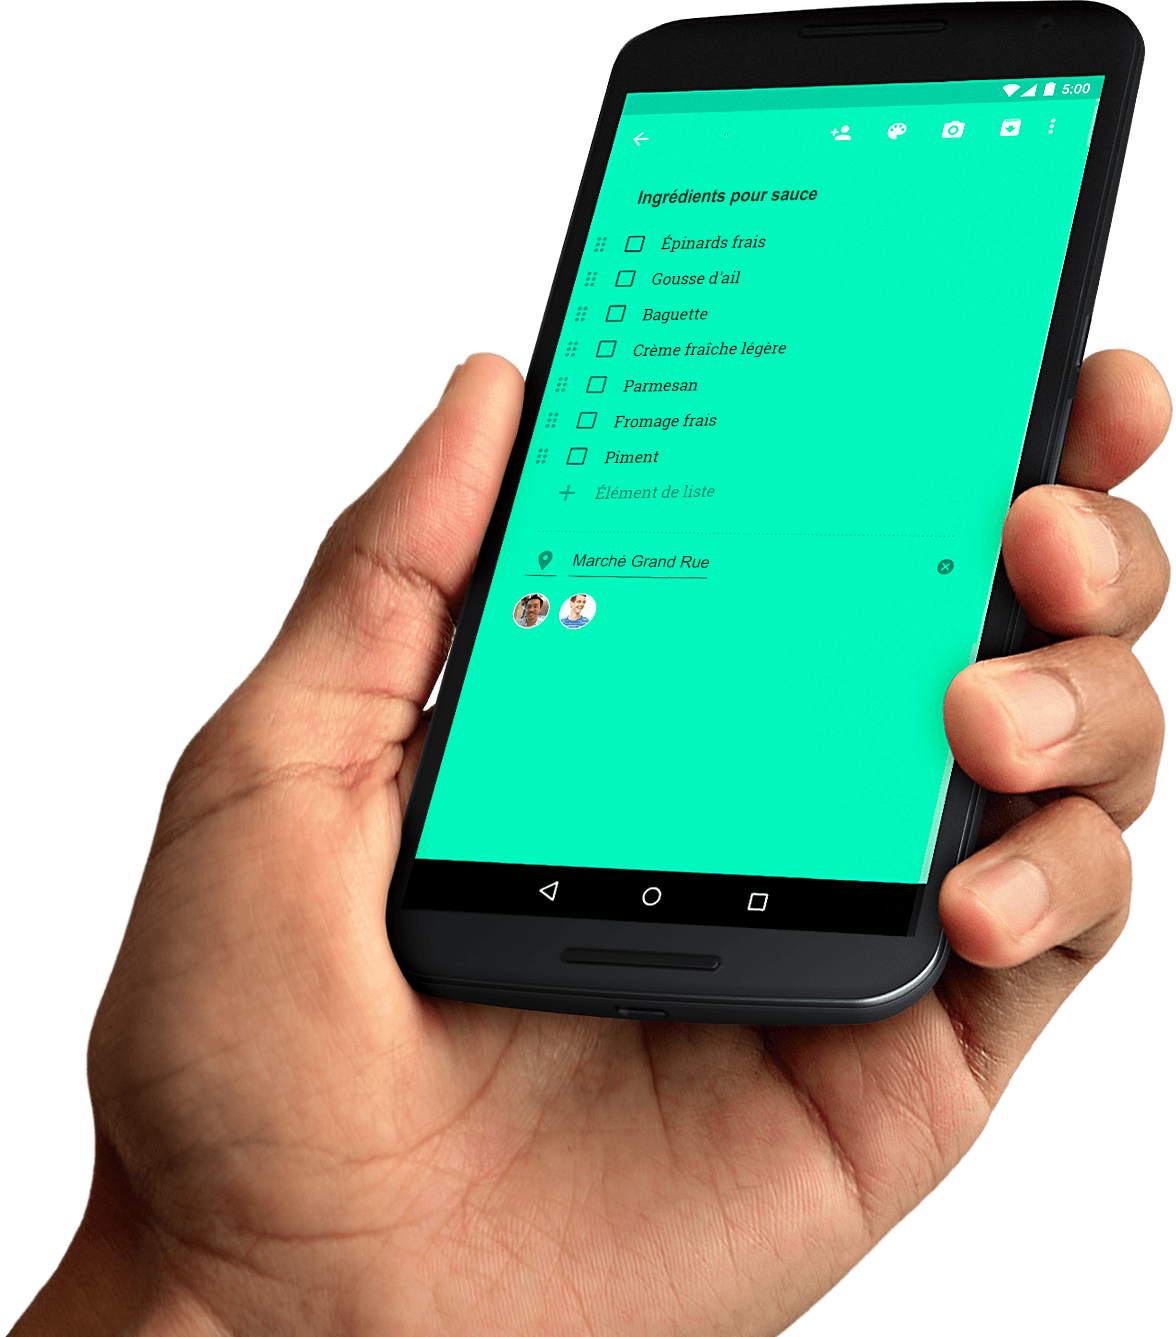 5:00
Ingrédients pour sauce
Épinards frais
Gousse d'ail
Baguette
Crème fraîche légère
Parmesan
Fromage frais
Piment
Élément de liste
Marché Grand Rue